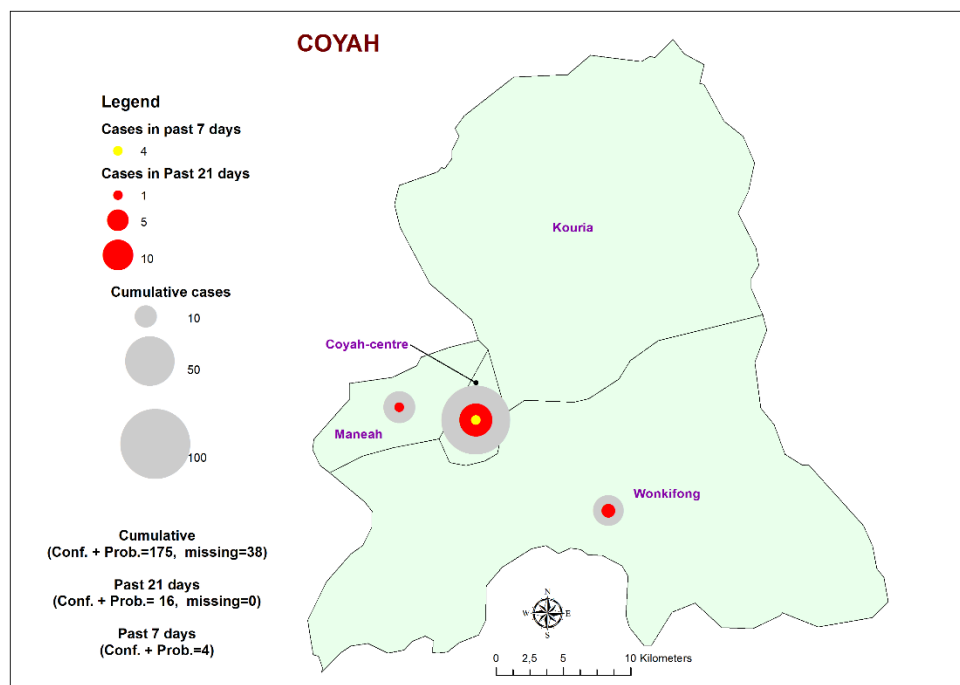 COYAH
Legend
Cases in past 7 days
4
Cases in Past 21 days
1
5
10
Cumulative cases
10
50
100
Kouria
Coyah-centre
Maneah
Wonkifong
Cumulative
(Conf. + Prob.=175, missing=38)
Past 21 days
(Conf. + Prob.= 16, missing=0)
Past 7 days
(Conf. + Prob.=4)
N
W E
S
0 2,5 5 10 Kilometers